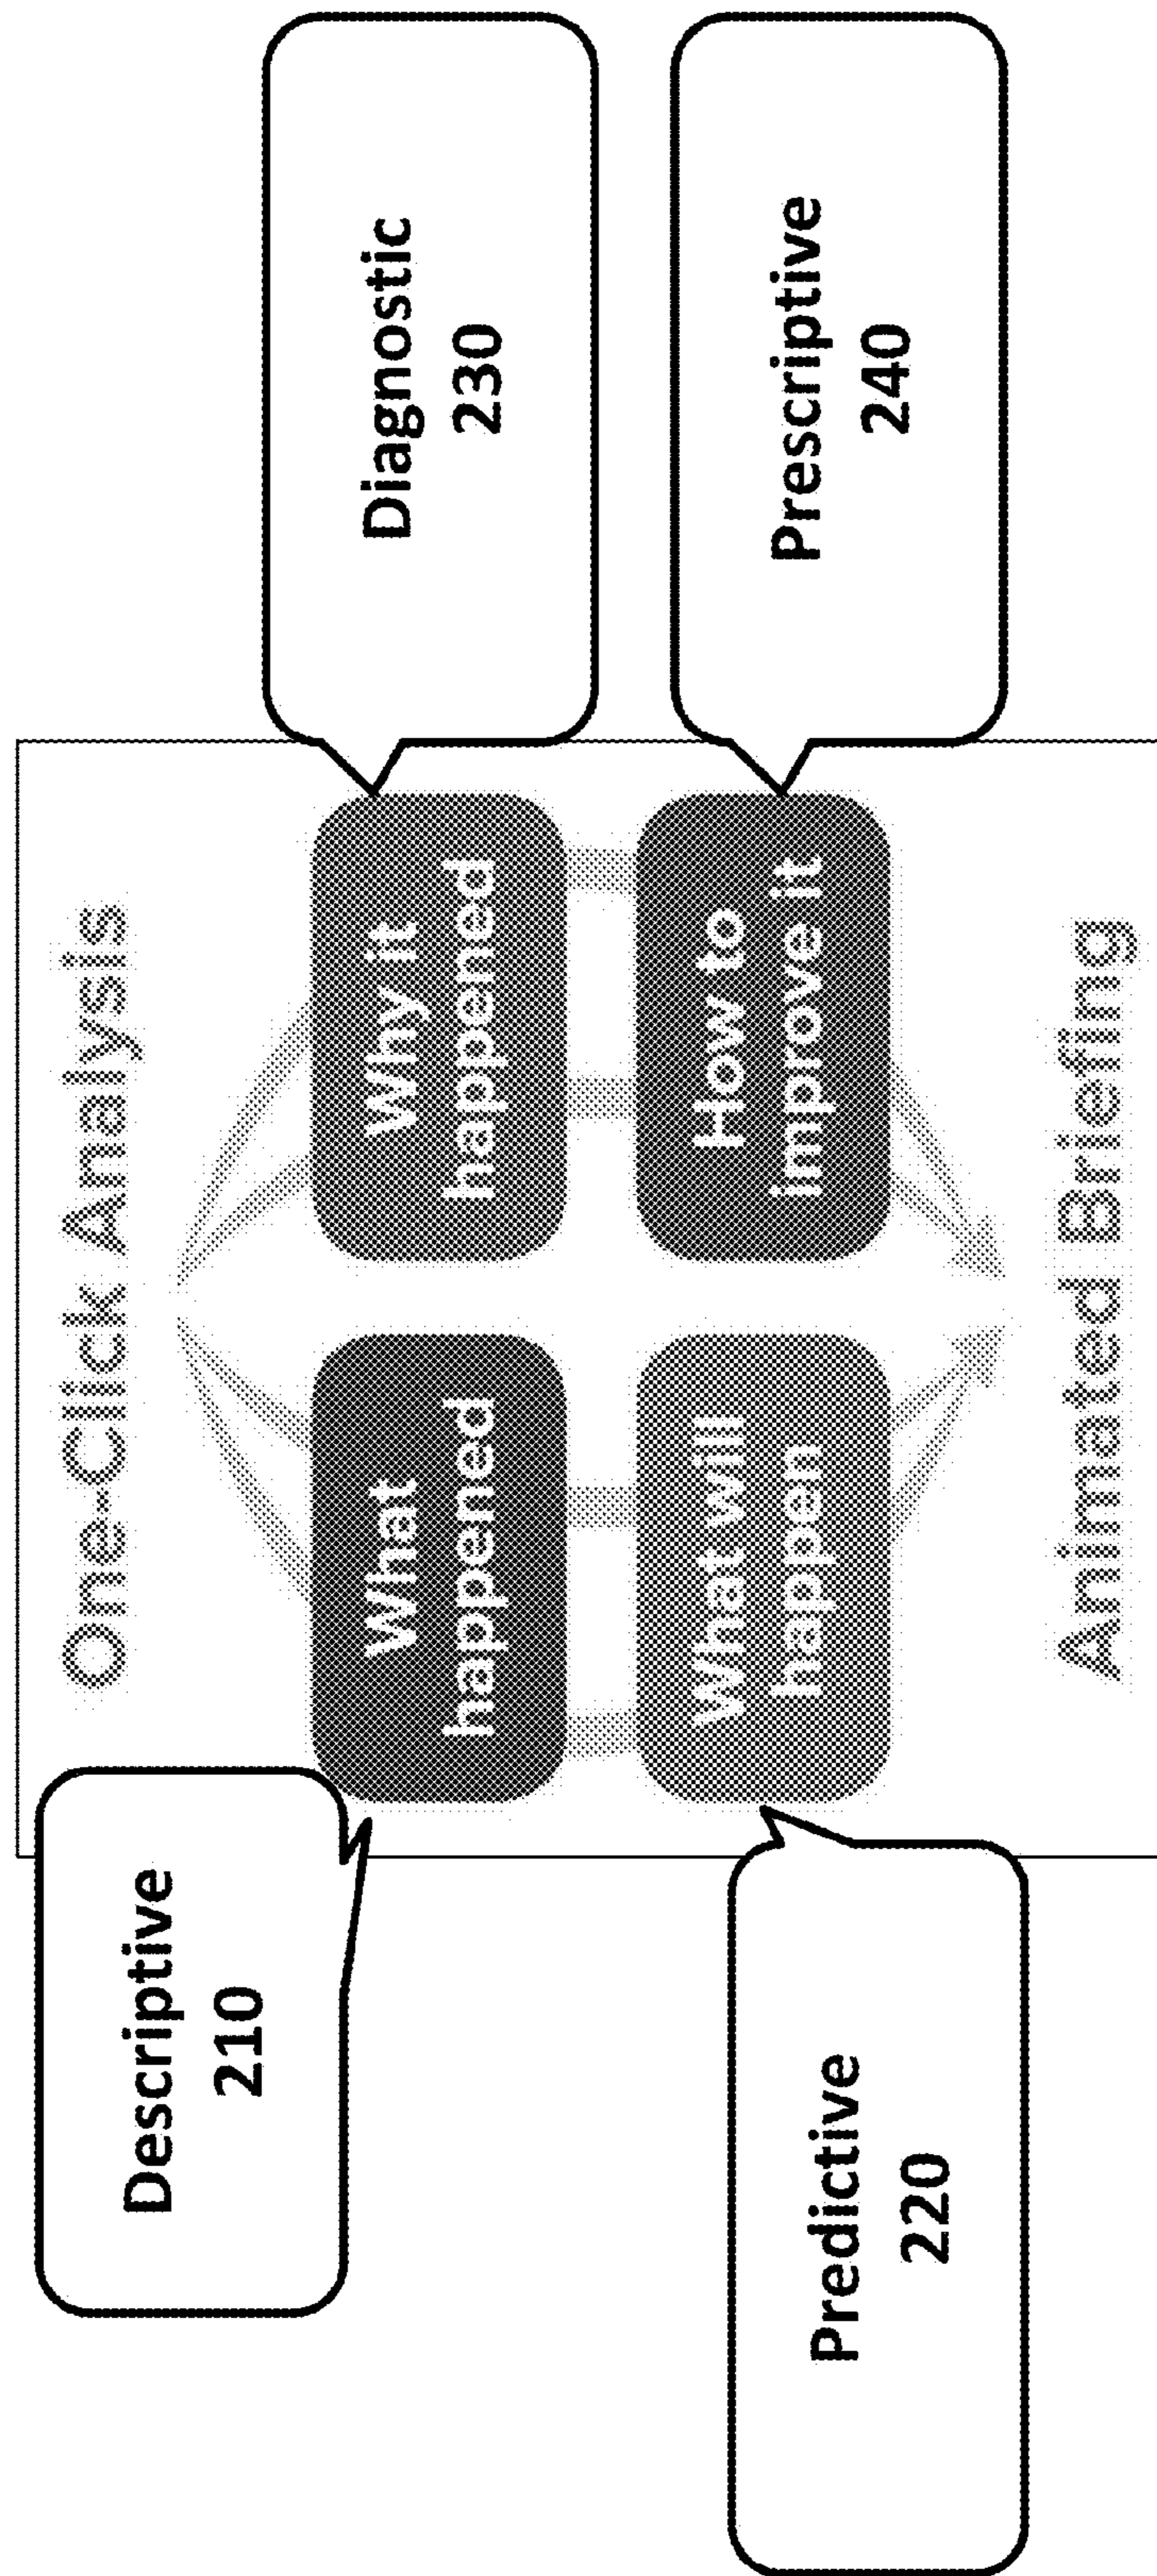 One-Click Analysis
Descriptive
210
What
happened
Why it
happened
Diagnostic
230
Predictive
220
What will
happen
How to
improve it
Prescriptive
240
Animated Briefing